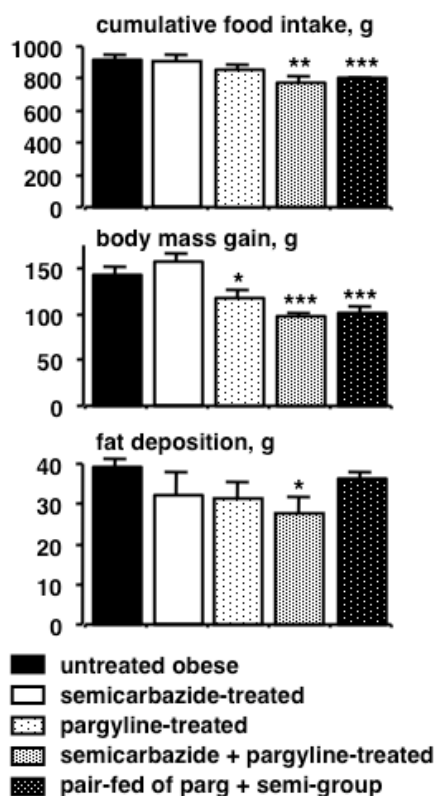 cumulative food intake, g
1000
800
600
400
200
0
** ***
body mass gain, g
150
100
50
0
* *** ***
fat deposition, g
40
30
20
10
0
*
untreated obese
semicarbazide-treated
pargyline-treated
semicarbazide + pargyline-treated
pair-fed of parg + semi-group